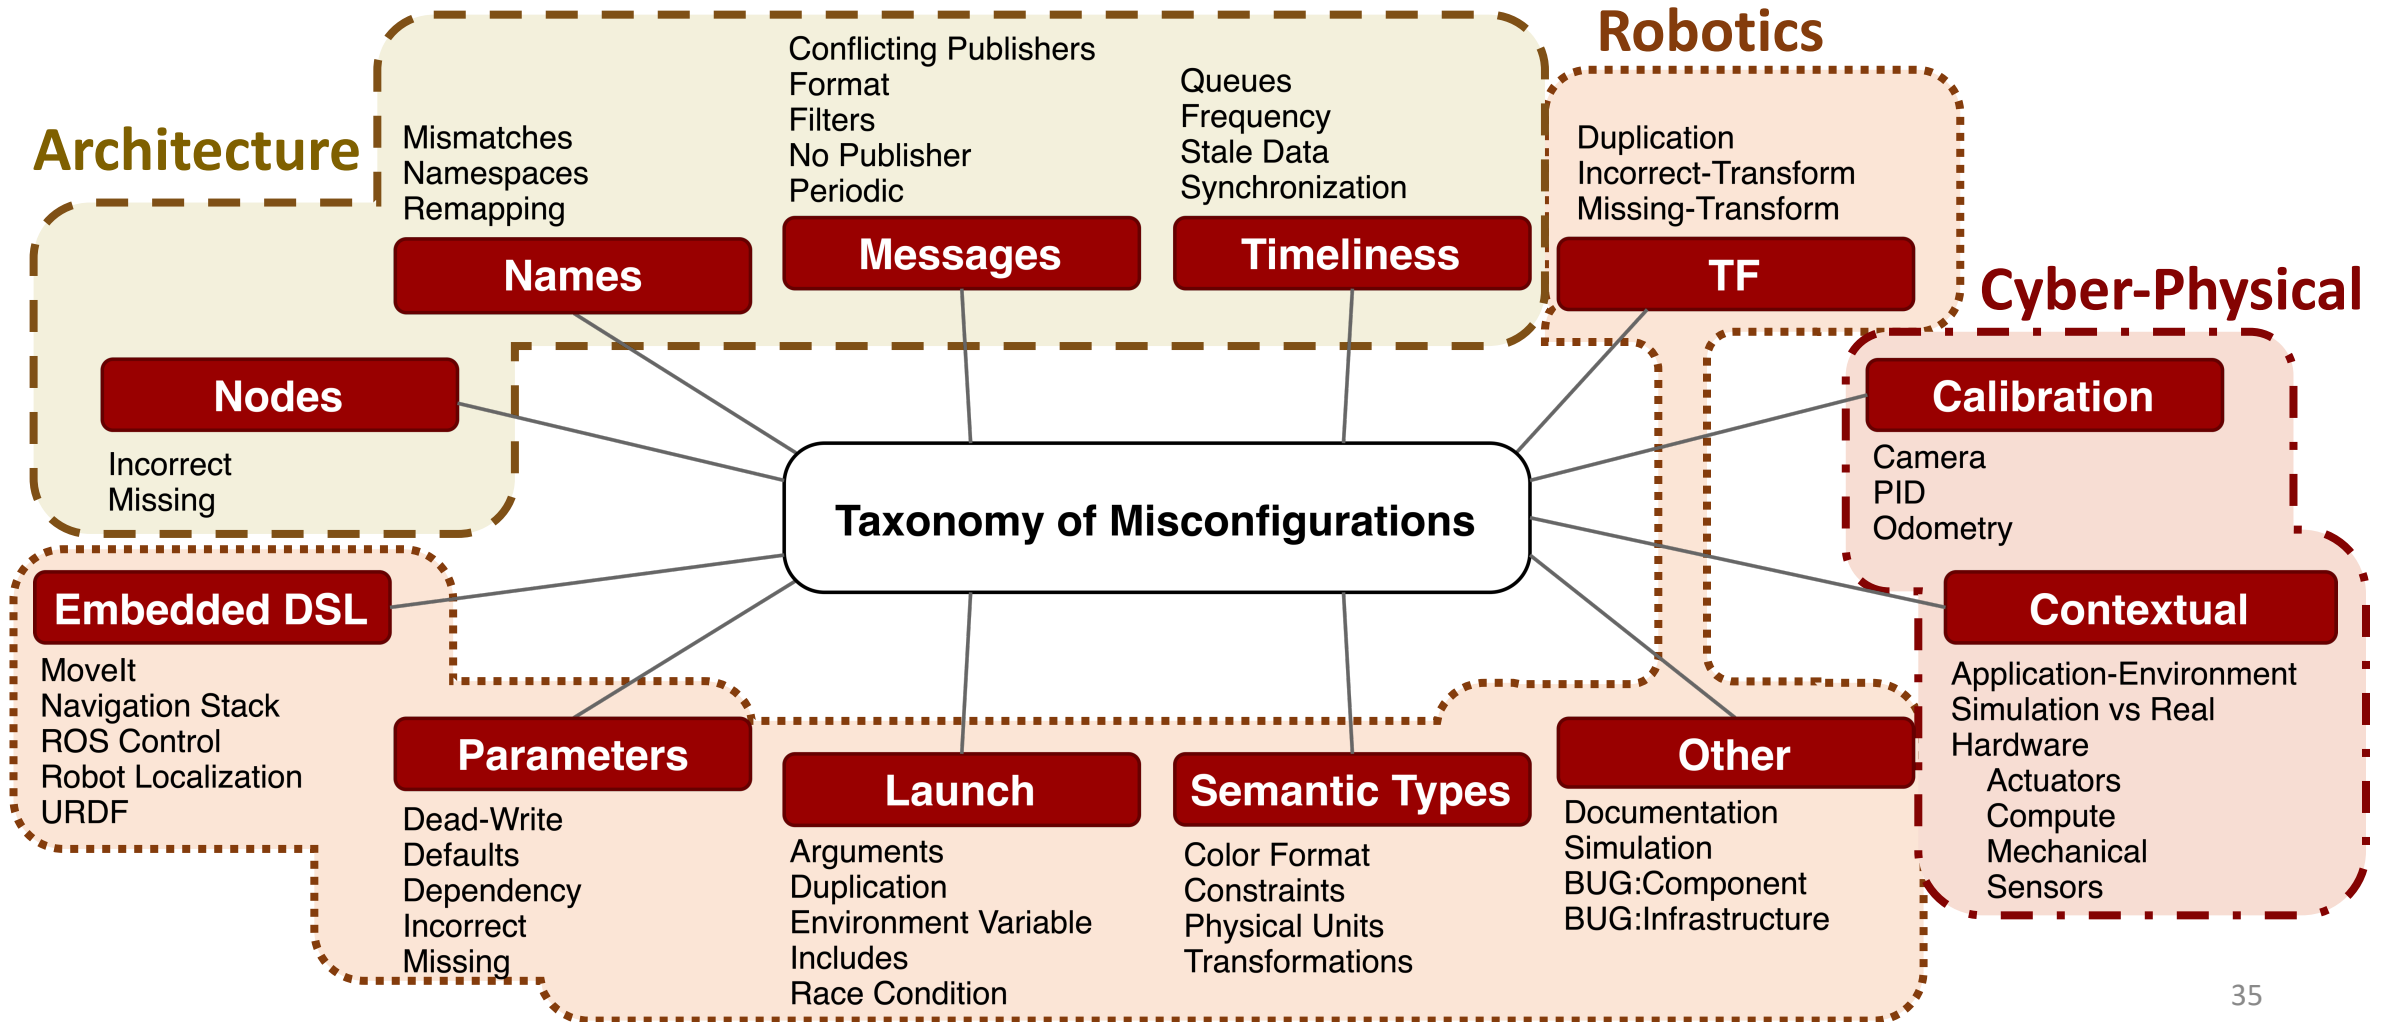 Robotics
Architecture
Cyber-Physical
Mismatches
Namespaces
Remapping
Names
Conflicting Publishers
Format
Filters
No Publisher
Periodic
Messages
Queues
Frequency
Stale Data
Synchronization
Timeliness
Duplication
Incorrect-Transform
Missing-Transform
TF
Nodes
Incorrect
Missing
Calibration
Camera
PID
Odometry
Taxonomy of Misconfigurations
Embedded DSL
MoveIt
Navigation Stack
ROS Control
Robot Localization
URDF
Contextual
Application-Environment
Simulation vs Real
Hardware
Actuators
Compute
Mechanical
Sensors
Parameters
Dead-Write
Defaults
Dependency
Incorrect
Missing
Launch
Arguments
Duplication
Environment Variable
Includes
Race Condition
Semantic Types
Color Format
Constraints
Physical Units
Transformations
Other
Documentation
Simulation
BUG:Component
BUG:Infrastructure
35